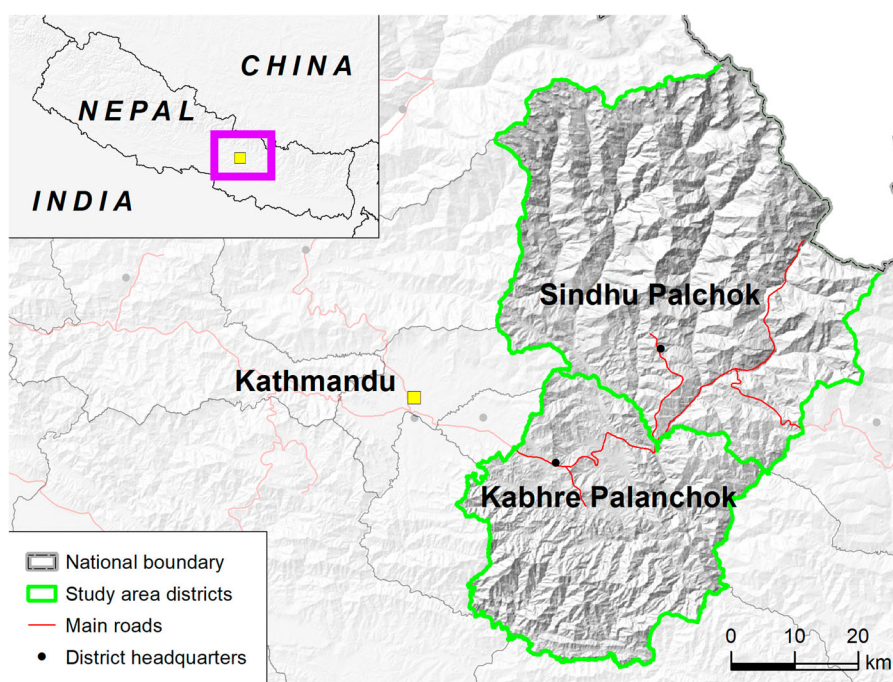 CHINA
NEPAL
INDIA
Sindhu Palchok
Kathmandu
Kabhre Palanchok
National boundary
Study area districts
Main roads
District headquarters
0 10 20
km